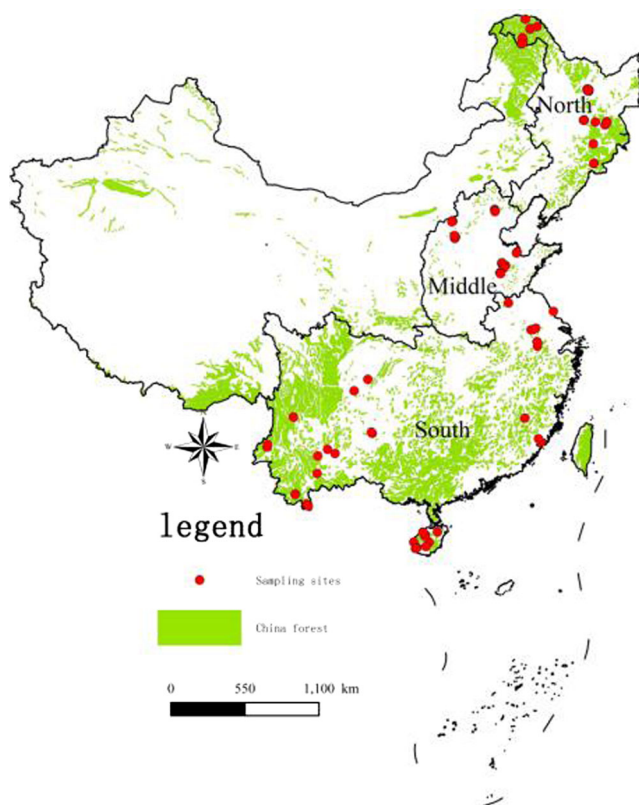 North
Middle
South
N
W E
S
legend
Sampling sites
China forest
0 550 1,100 km